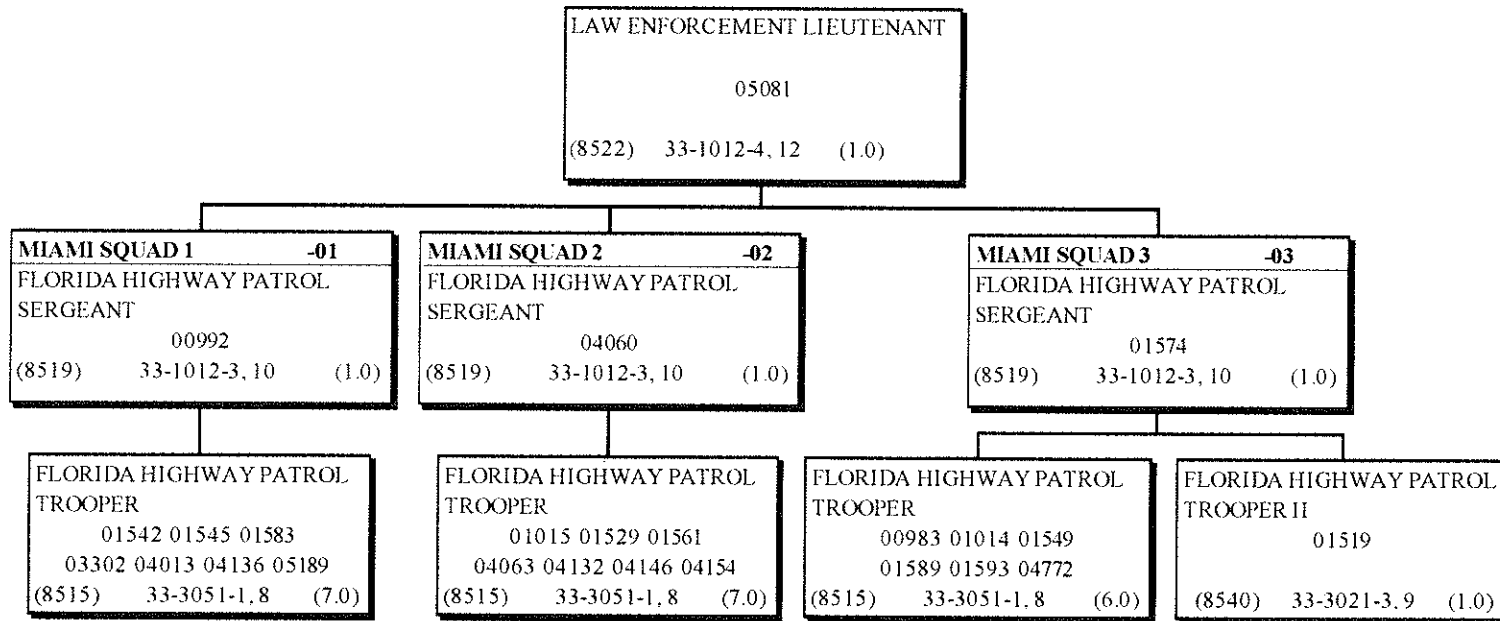 LAW ENFORCEMENT LIEUTENANT
05081
(8522) 33-1012-4, 12 (1.0)
MIAMI SQUAD 1 -01
FLORIDA HIGHWAY PATROL
SERGEANT
00992
(8519) 33-1012-3, 10 (1.0)
MIAMI SQUAD 2 -02
FLORIDA HIGHWAY PATROL
SERGEANT
04060
(8519) 33-1012-3, 10 (1.0)
MIAMI SQUAD 3 -03
FLORIDA HIGHWAY PATROL
SERGEANT
01574
(8519) 33-1012-3, 10 (1.0)
FLORIDA HIGHWAY PATROL
TROOPER
01542 01545 01583
03302 04013 04136 05189
(8515) 33-3051-1, 8 (7.0)
FLORIDA HIGHWAY PATROL
TROOPER
01015 01529 01561
04063 04132 04146 04154
(8515) 33-3051-1, 8 (7.0)
FLORIDA HIGHWAY PATROL
TROOPER
00983 01014 01549
01589 01593 04772
(8515) 33-3051-1, 8 (6.0)
FLORIDA HIGHWAY PATROL
TROOPER II
01519
(8540) 33-3021-3, 9 (1.0)